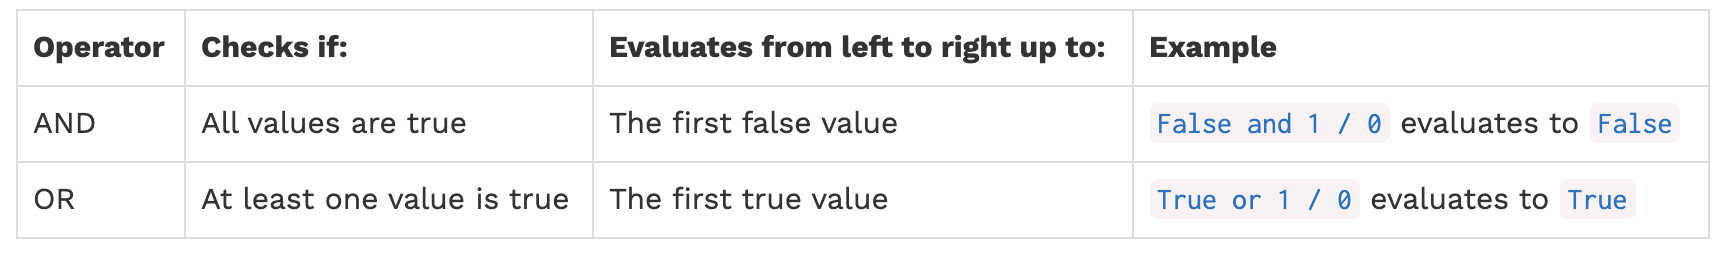 Operator Checks if: Evaluates from left to right up to: Example
AND All values are true The first false value False and 1 / 0 evaluates to False
OR At least one value is true The first true value True or 1 / 0 evaluates to True